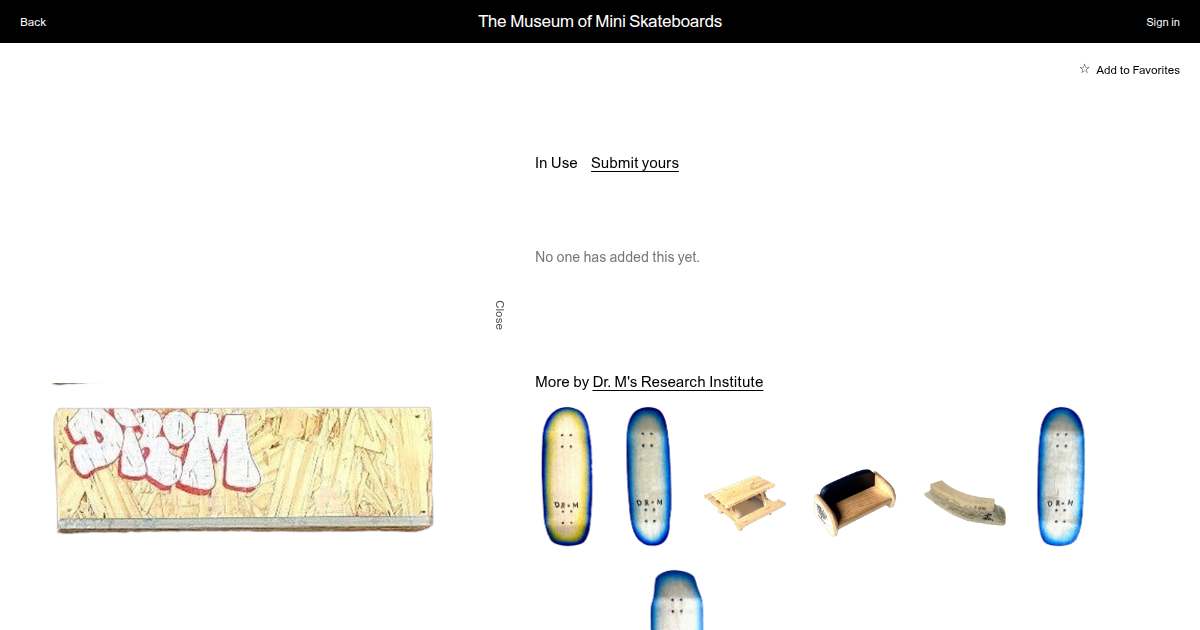 Back
The Museum of Mini Skateboards
Sign in
☆ Add to Favorites
In Use Submit yours
No one has added this yet.
Close
More by Dr. M's Research Institute
DRM
DR M
DR M
DR M